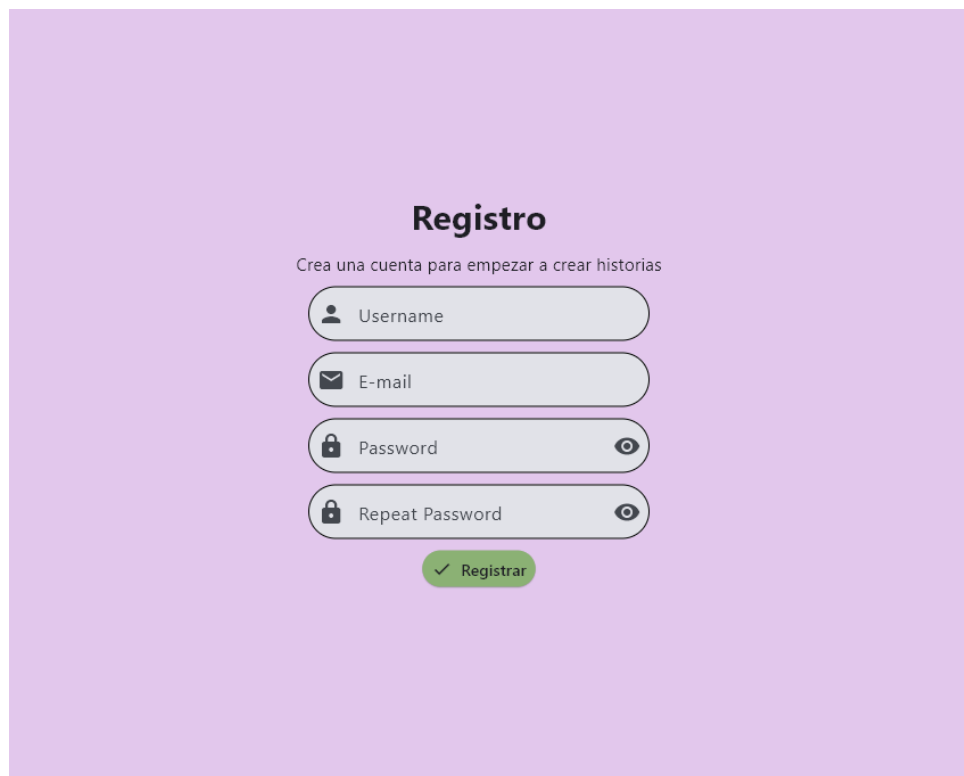 Registro
Crea una cuenta para empezar a crear historias
Username
E-mail
Password
Repeat Password
Registrar